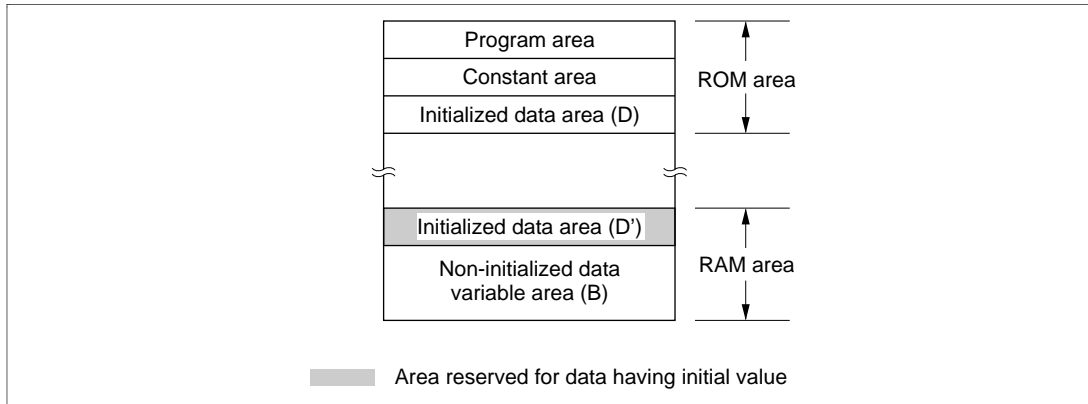 Program area
Constant area
ROM area
Initialized data area (D)
Initialized data area (D’)
Non-initialized data
variable area (B)
RAM area
Area reserved for data having initial value